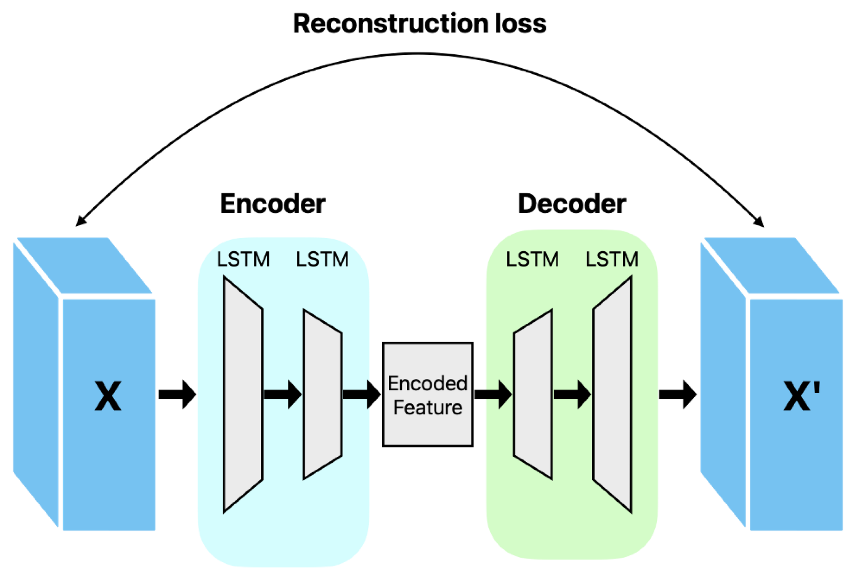 Reconstruction loss
Encoder
Decoder
LSTM LSTM
LSTM LSTM
X
Encoded
Feature
X'